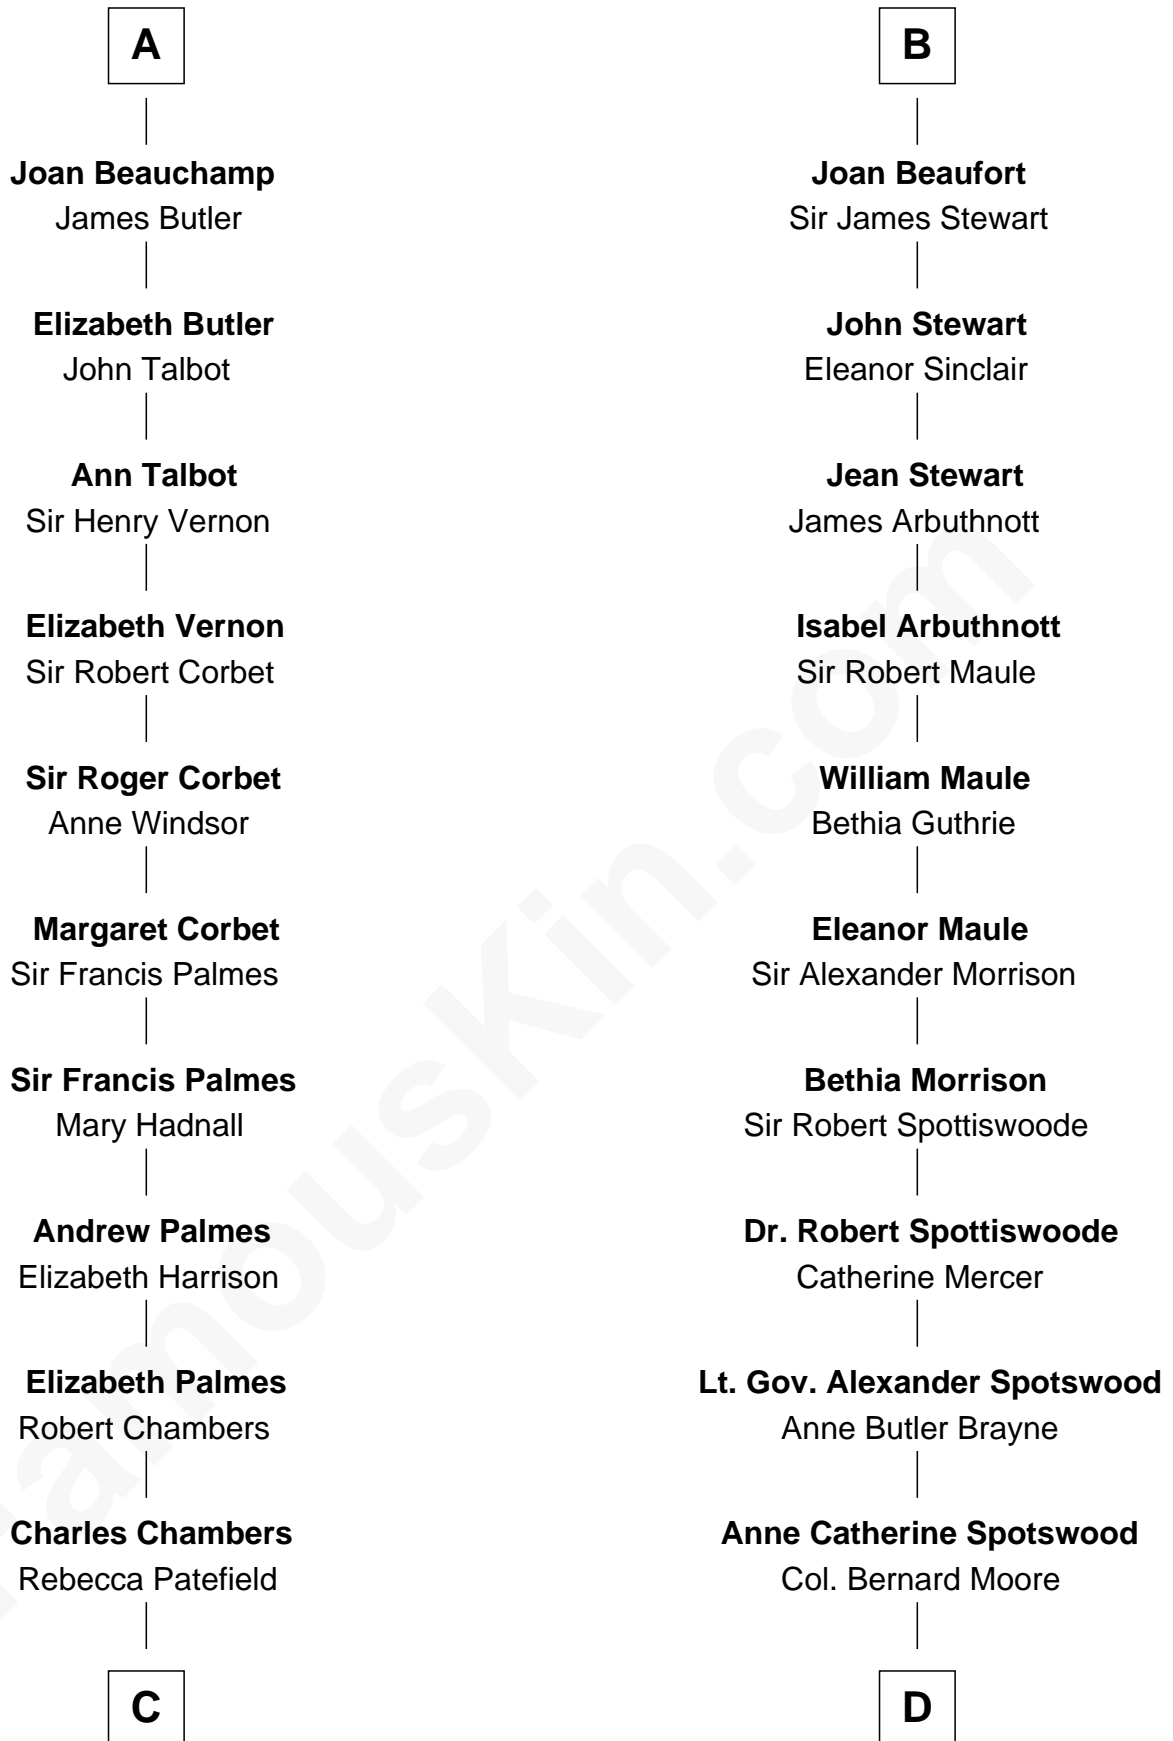 A
Joan Beauchamp
James Butler
Elizabeth Butler
John Talbot
Ann Talbot
Sir Henry Vernon
Elizabeth Vernon
Sir Robert Corbet
Sir Roger Corbet
Anne Windsor
Margaret Corbet
Sir Francis Palmes
Sir Francis Palmes
Mary Hadnall
Andrew Palmes
Elizabeth Harrison
Elizabeth Palmes
Robert Chambers
Charles Chambers
Rebecca Patefield
C
B
Joan Beaufort
Sir James Stewart
John Stewart
Eleanor Sinclair
Jean Stewart
James Arbuthnott
Isabel Arbuthnott
Sir Robert Maule
William Maule
Bethia Guthrie
Eleanor Maule
Sir Alexander Morrison
Bethia Morrison
Sir Robert Spottiswoode
Dr. Robert Spottiswoode
Catherine Mercer
Lt. Gov. Alexander Spotswood
Anne Butler Brayne
Anne Catherine Spotswood
Col. Bernard Moore
D
FamousKin.com